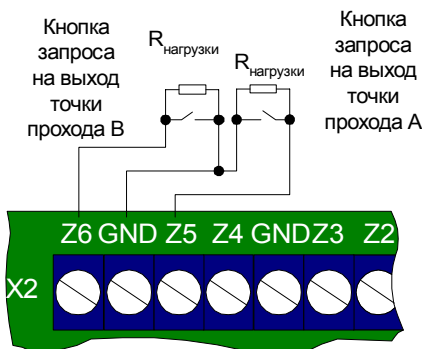 Кнопка
запроса
на выход
точки
прохода В
Rнагрузки
Rнагрузки
Кнопка
запроса
на выход
точки
прохода А
Z6 GND Z5 Z4 GND Z3 Z2
X2